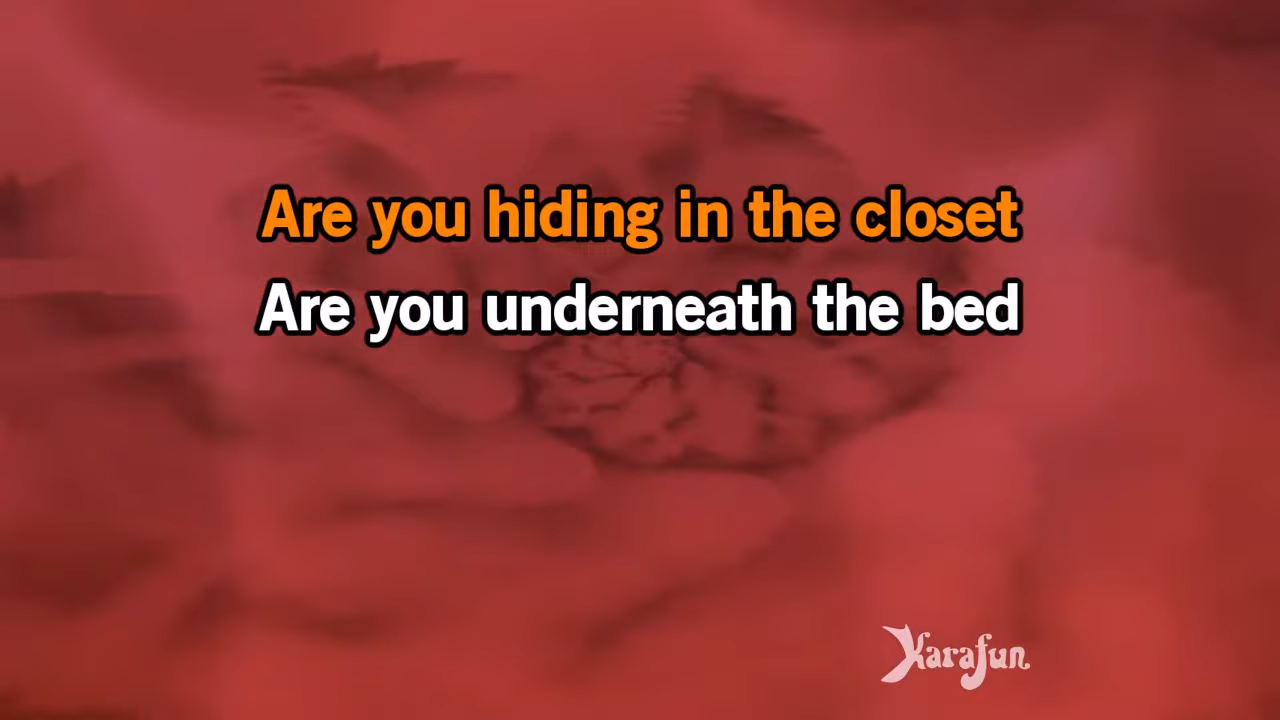 Are you hiding in the closet
Are you underneath the bed
Karafun